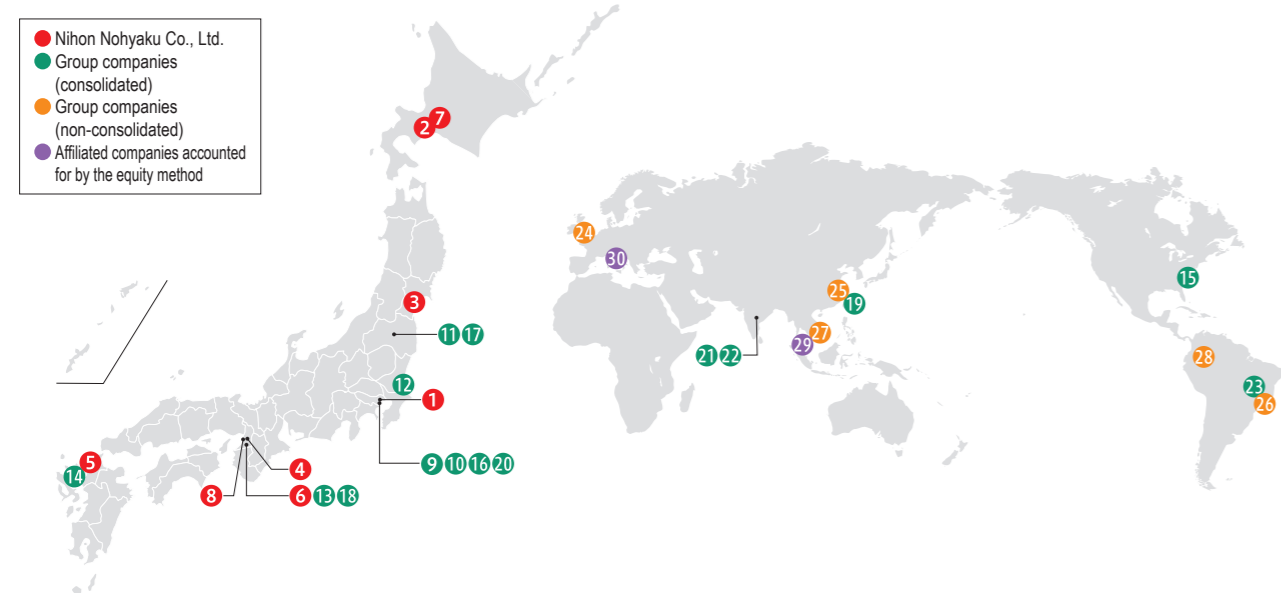 Nihon Nohyaku Co., Ltd.
Group companies
(consolidated)
Group companies
(non-consolidated)
Affiliated companies accounted
for by the equity method
7
2
3
11 17
12
1
9 10 16 20
5
14
4
8
6 13 18
24
30
25
19
27
29
21 22
15
28
23
26